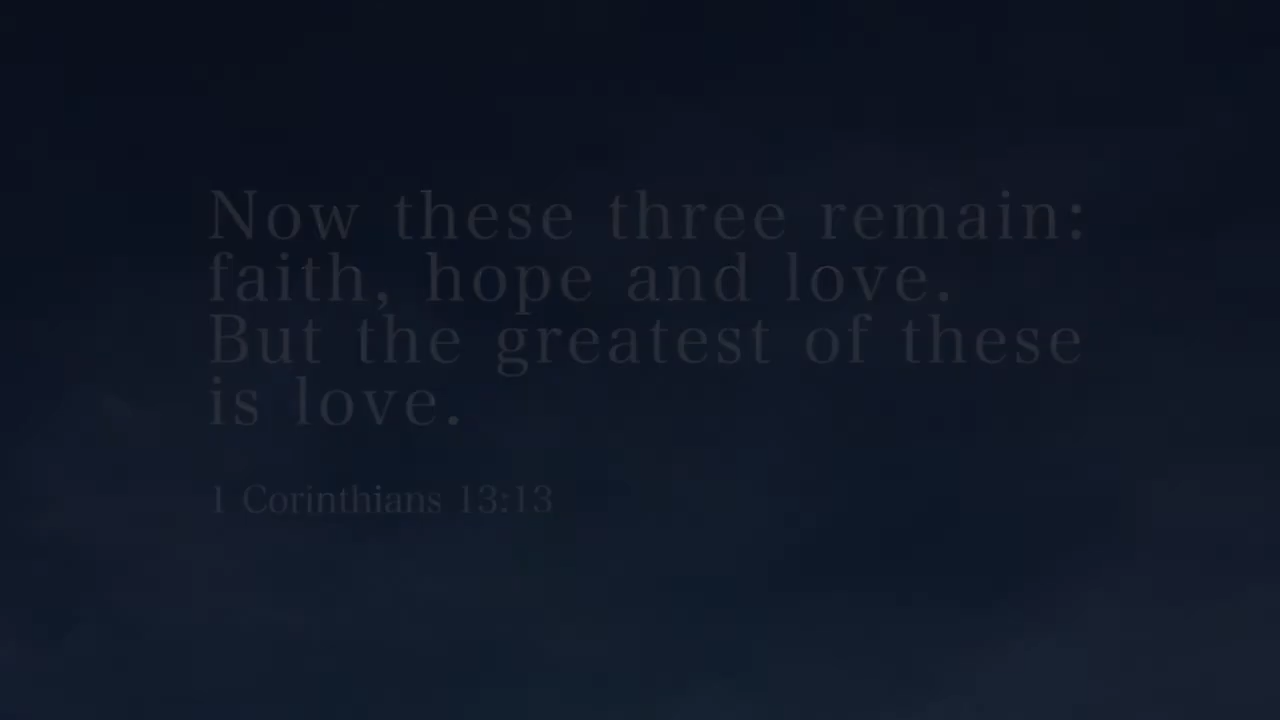 Now these three remain:
faith, hope and love.
But the greatest of these
is love.
1 Corinthians 13:13